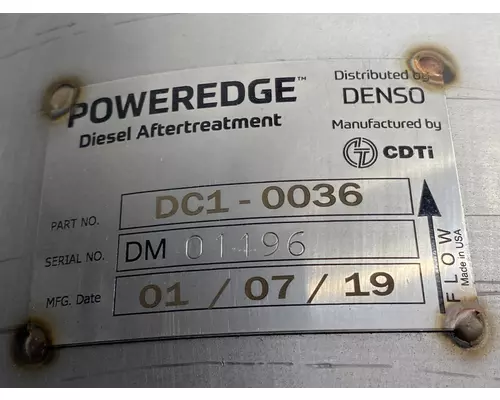 POWEREDGE™
Diesel Aftertreatment
Distributed by
DENSO
Manufactured by
CDTi
PART NO. DC1-0036
SERIAL NO. DM 01496
MFG. Date 01 / 07 / 19
FLOW
Made in USA